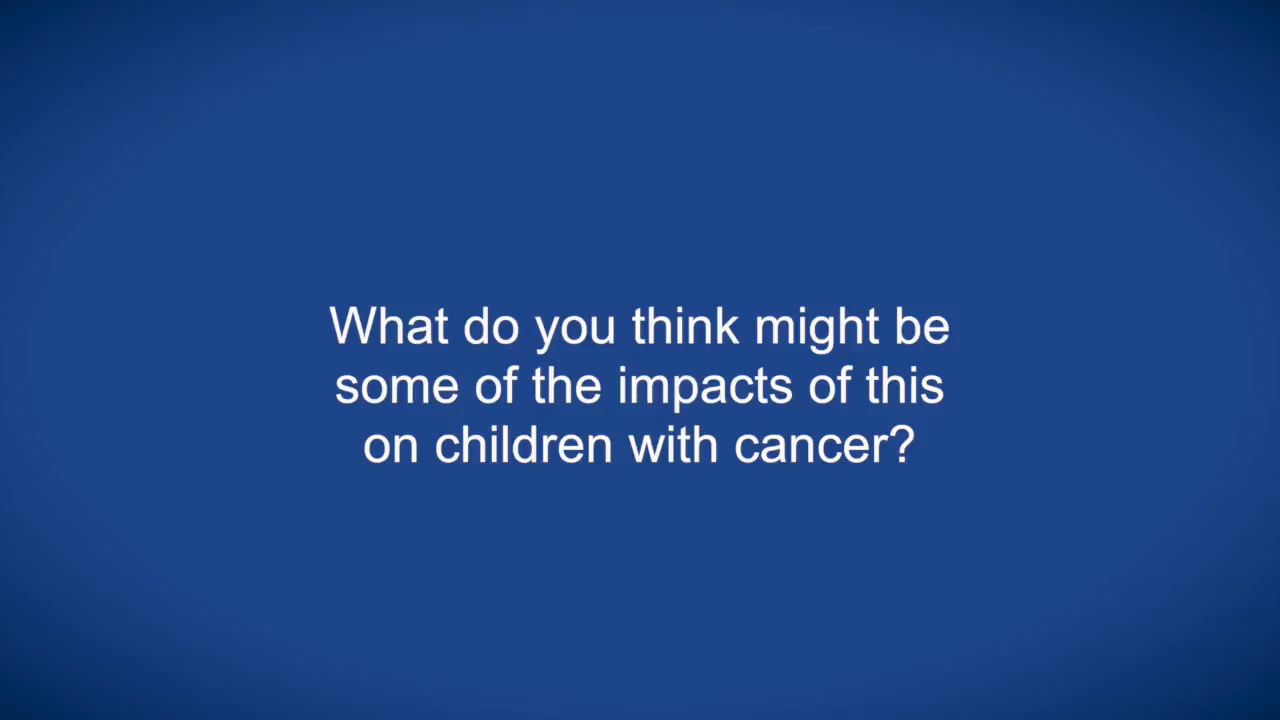 What do you think might be
some of the impacts of this
on children with cancer?